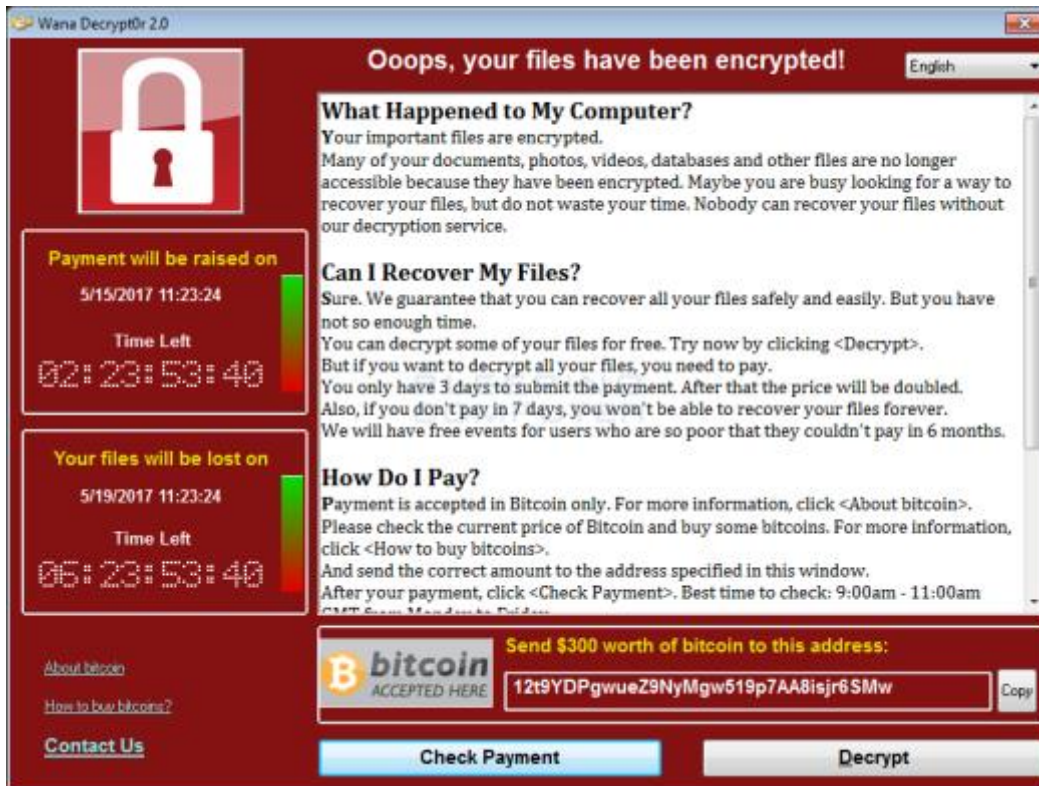 Wana Decrypt0r 2.0
Ooops, your files have been encrypted!
English
What Happened to My Computer?
Your important files are encrypted.
Many of your documents, photos, videos, databases and other files are no longer
accessible because they have been encrypted. Maybe you are busy looking for a way to
recover your files, but do not waste your time. Nobody can recover your files without
our decryption service.
Can I Recover My Files?
Sure. We guarantee that you can recover all your files safely and easily. But you have
not so enough time.
You can decrypt some of your files for free. Try now by clicking <Decrypt>.
But if you want to decrypt all your files, you need to pay.
You only have 3 days to submit the payment. After that the price will be doubled.
Also, if you don't pay in 7 days, you won't be able to recover your files forever.
We will have free events for users who are so poor that they couldn't pay in 6 months.
How Do I Pay?
Payment is accepted in Bitcoin only. For more information, click <About bitcoin>.
Please check the current price of Bitcoin and buy some bitcoins. For more information,
click <How to buy bitcoins>.
And send the correct amount to the address specified in this window.
After your payment, click <Check Payment>. Best time to check: 9:00am - 11:00am
GMT from Monday to Friday
Payment will be raised on
5/15/2017 11:23:24
Time Left
02:23:53:40
Your files will be lost on
5/19/2017 11:23:24
Time Left
06:23:53:40
About bitcoin
How to buy bitcoins?
Contact Us
bitcoin
ACCEPTED HERE
Send $300 worth of bitcoin to this address:
12t9YDPgwueZ9NyMgw519p7AA8isjr6SMw
Copy
Check Payment
Decrypt